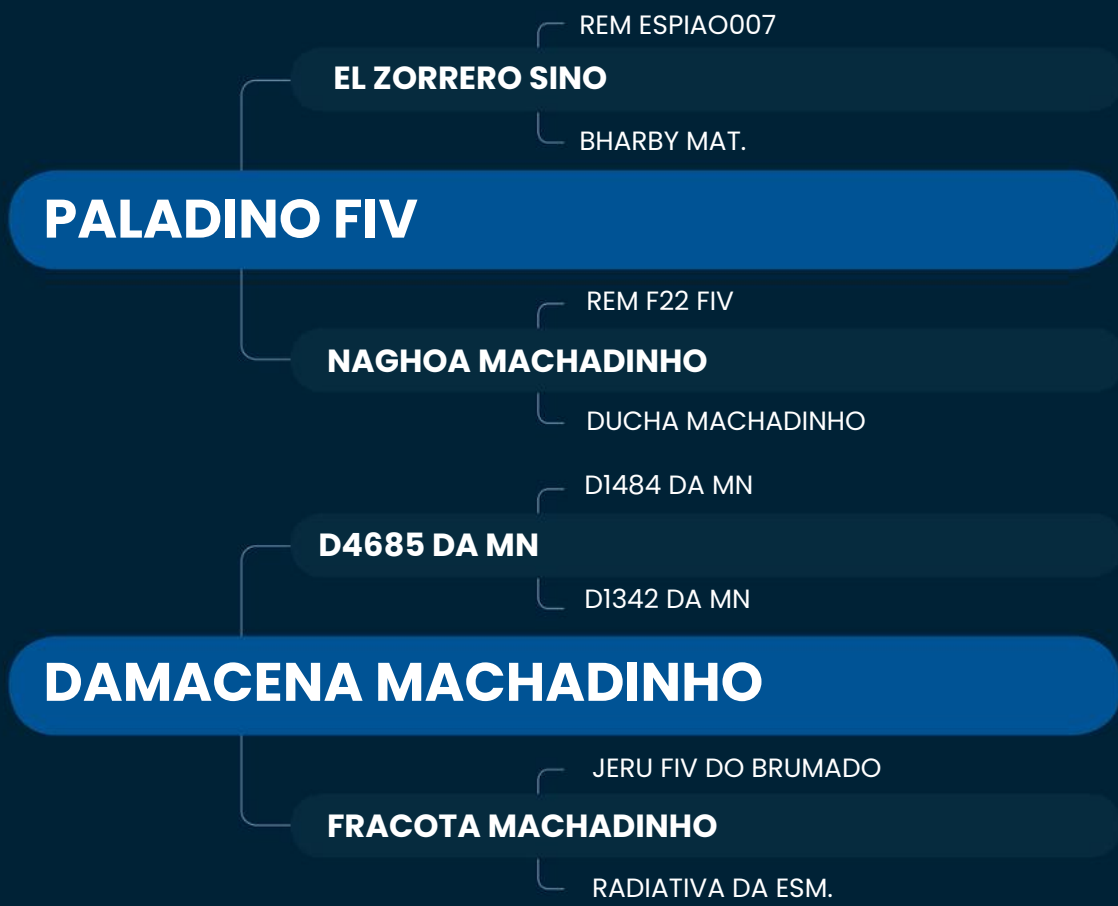 REM ESPIAO007
EL ZORRERO SINO
BHARBY MAT.
PALADINO FIV
REM F22 FIV
NAGHOA MACHADINHO
DUCHA MACHADINHO
D1484 DA MN
D4685 DA MN
D1342 DA MN
DAMACENA MACHADINHO
JERU FIV DO BRUMADO
FRACOTA MACHADINHO
RADIATIVA DA ESM.